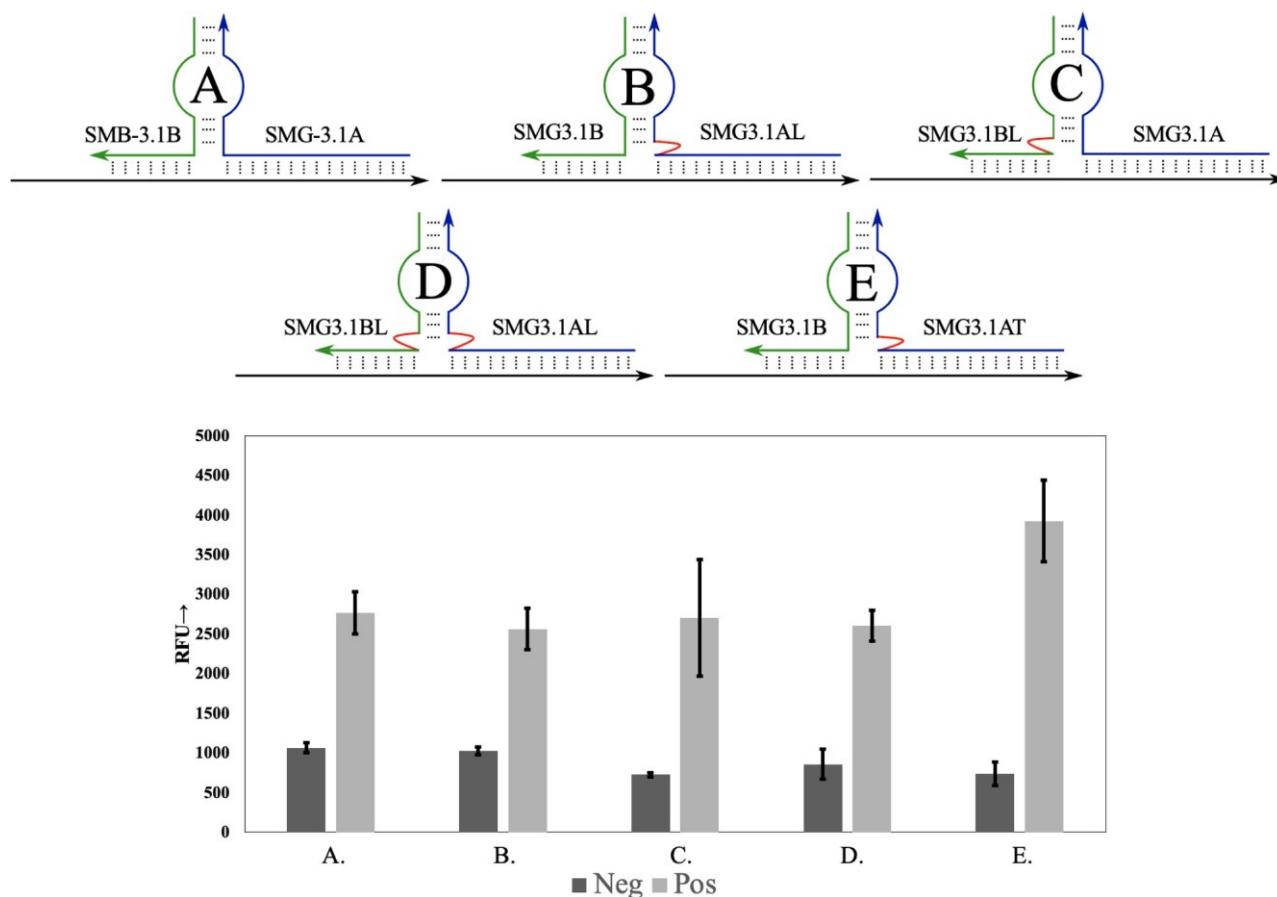 A B C
SMB-3.1B SMG-3.1A SMG3.1B SMG3.1AL SMG3.1BL SMG3.1A
D E
SMG3.1BL SMG3.1AL SMG3.1B SMG3.1AT
5000
4500
4000
3500
3000
2500
2000
1500
1000
500
0
RFU→
A. B. C. D. E.
Neg Pos